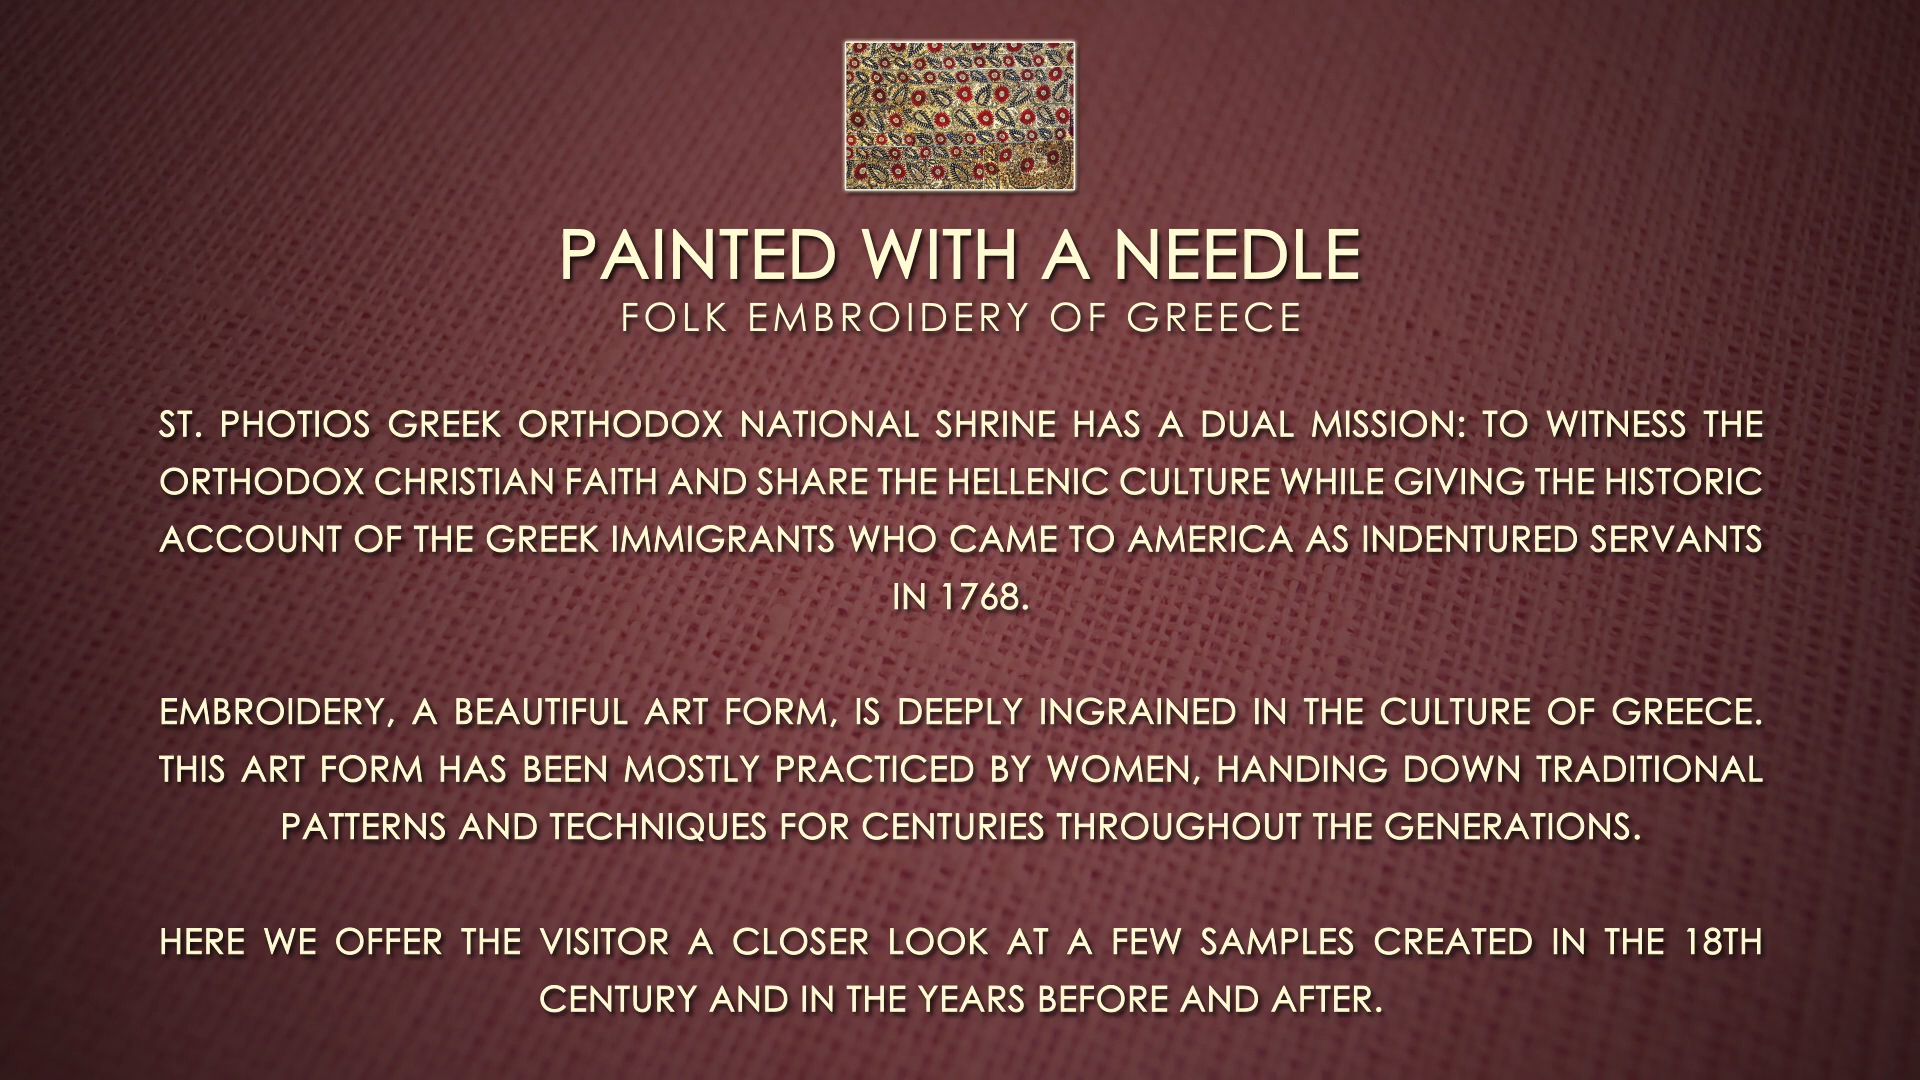 PAINTED WITH A NEEDLE
FOLK EMBROIDERY OF GREECE
ST. PHOTIOS GREEK ORTHODOX NATIONAL SHRINE HAS A DUAL MISSION: TO WITNESS THE
ORTHODOX CHRISTIAN FAITH AND SHARE THE HELLENIC CULTURE WHILE GIVING THE HISTORIC
ACCOUNT OF THE GREEK IMMIGRANTS WHO CAME TO AMERICA AS INDENTURED SERVANTS
IN 1768.
EMBROIDERY, A BEAUTIFUL ART FORM, IS DEEPLY INGRAINED IN THE CULTURE OF GREECE.
THIS ART FORM HAS BEEN MOSTLY PRACTICED BY WOMEN, HANDING DOWN TRADITIONAL
PATTERNS AND TECHNIQUES FOR CENTURIES THROUGHOUT THE GENERATIONS.
HERE WE OFFER THE VISITOR A CLOSER LOOK AT A FEW SAMPLES CREATED IN THE 18TH
CENTURY AND IN THE YEARS BEFORE AND AFTER.